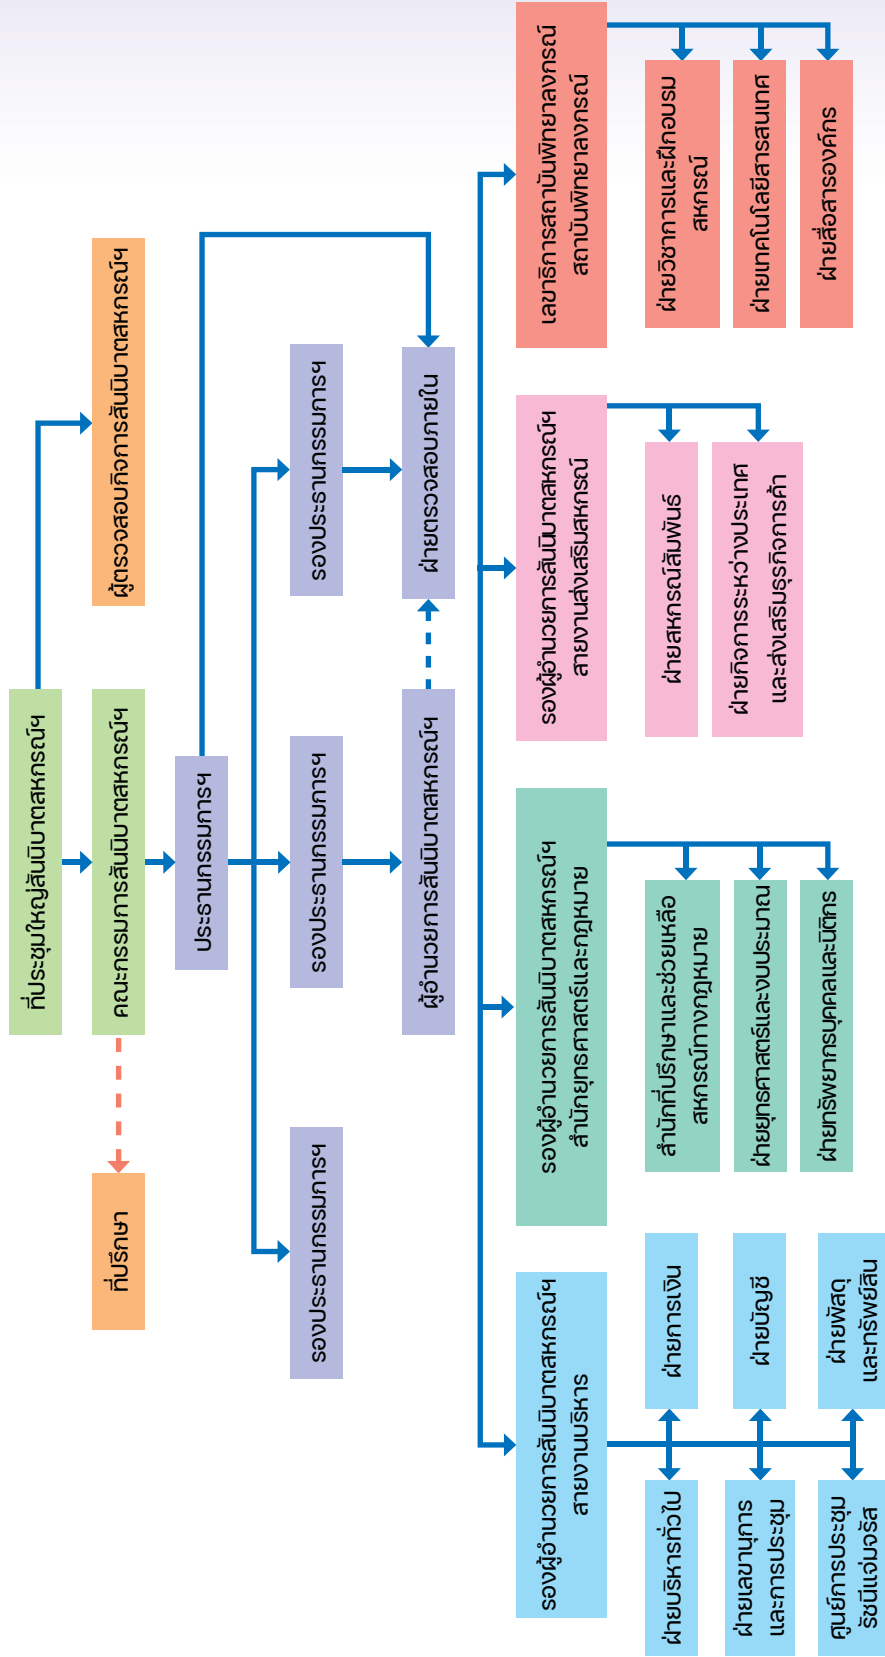 ที่ประชุมใหญ่สันนิบาตสหกรณ์ฯ
ผู้ตรวจสอบกิจการสันนิบาตสหกรณ์ฯ
คณะกรรมการสันนิบาตสหกรณ์ฯ
ที่ปรึกษา
ประธานกรรมการฯ
รองประธานกรรมการฯ
รองประธานกรรมการฯ
รองประธานกรรมการฯ
ผู้อำนวยการสันนิบาตสหกรณ์ฯ
ฝ่ายตรวจสอบภายใน
รองผู้อำนวยการสันนิบาตสหกรณ์ฯ
สายงานบริหาร
รองผู้อำนวยการสันนิบาตสหกรณ์ฯ
สำนักยุทธศาสตร์และกฎหมาย
รองผู้อำนวยการสันนิบาตสหกรณ์ฯ
สายงานส่งเสริมสหกรณ์
เลขาธิการสถาบันพิทยาลงกรณ์
สถาบันพิทยาลงกรณ์
ฝ่ายบริหารทั่วไป
ฝ่ายการเงิน
ฝ่ายเลขานุการ
และการประชุม
ฝ่ายบัญชี
ศูนย์การประชุม
รัชนีแจ่มจรัส
ฝ่ายพัสดุ
และทรัพย์สิน
สำนักที่ปรึกษาและช่วยเหลือ
สหกรณ์ทางกฎหมาย
ฝ่ายยุทธศาสตร์และงบประมาณ
ฝ่ายทรัพยากรบุคคลและนิติกร
ฝ่ายสหกรณ์สัมพันธ์
ฝ่ายกิจการระหว่างประเทศ
และส่งเสริมธุรกิจการค้า
ฝ่ายวิชาการและฝึกอบรม
สหกรณ์
ฝ่ายเทคโนโลยีสารสนเทศ
ฝ่ายสื่อสารองค์กร